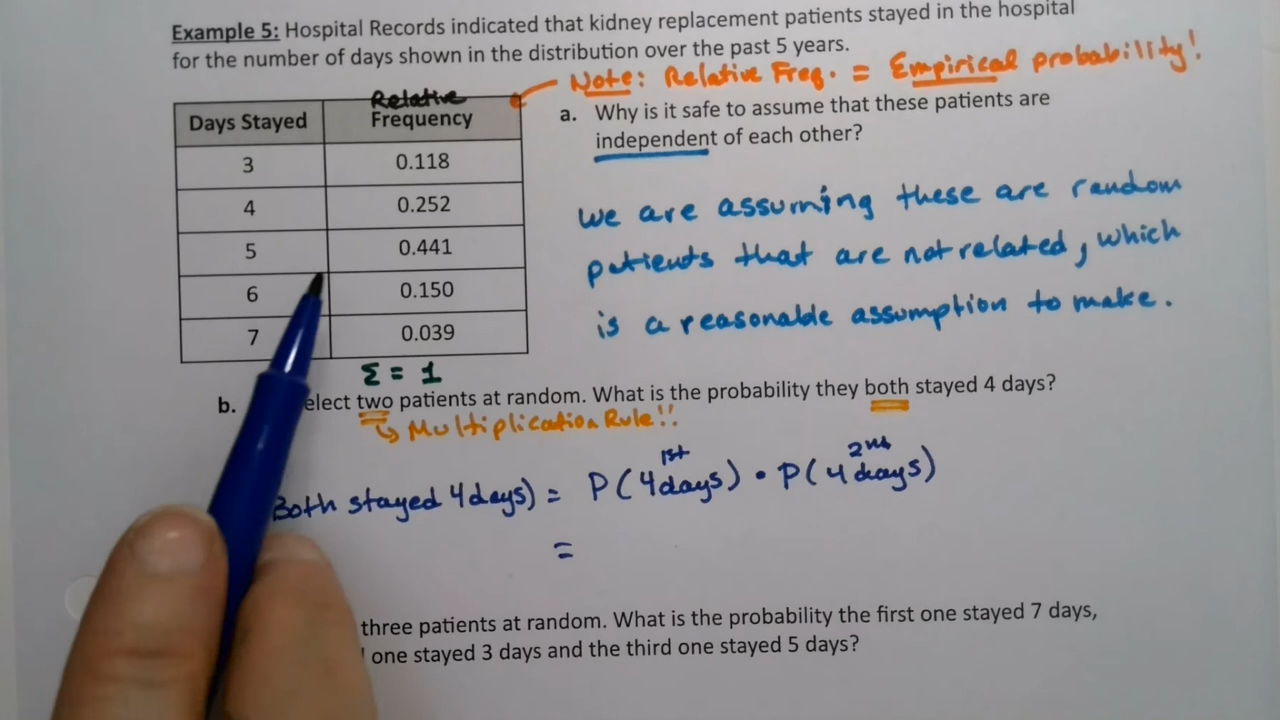 Example 5: Hospital Records indicated that kidney replacement patients stayed in the hospital
for the number of days shown in the distribution over the past 5 years.
Note: Relative Freq. = Empirical probability!
Days Stayed Relative Frequency
3 0.118
4 0.252
5 0.441
6 0.150
7 0.039
Σ = 1
a. Why is it safe to assume that these patients are
independent of each other?
we are assuming these are random
patients that are not related, which
is a reasonable assumption to make.
b. elect two patients at random. What is the probability they both stayed 4 days?
↳ Multiplication Rule!!
1st 2nd
Both stayed 4 days) = P(4 days) • P(4 days)
=
three patients at random. What is the probability the first one stayed 7 days,
one stayed 3 days and the third one stayed 5 days?